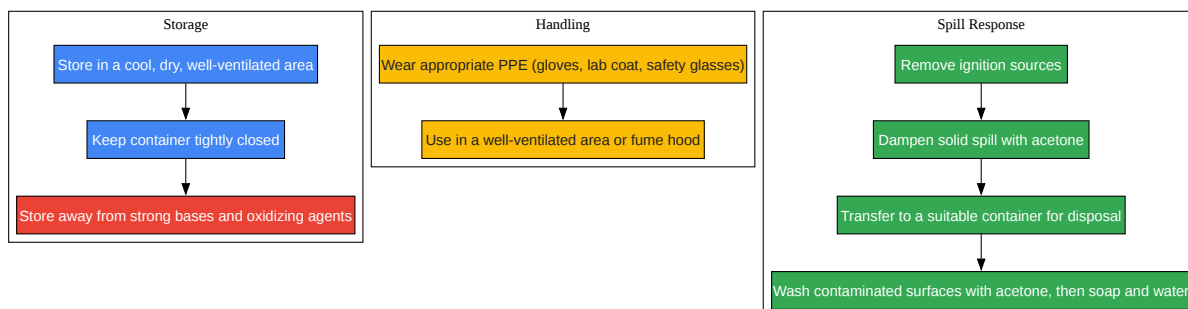 Storage
Store in a cool, dry, well-ventilated area
Keep container tightly closed
Store away from strong bases and oxidizing agents
Handling
Wear appropriate PPE (gloves, lab coat, safety glasses)
Use in a well-ventilated area or fume hood
Spill Response
Remove ignition sources
Dampen solid spill with acetone
Transfer to a suitable container for disposal
Wash contaminated surfaces with acetone, then soap and water